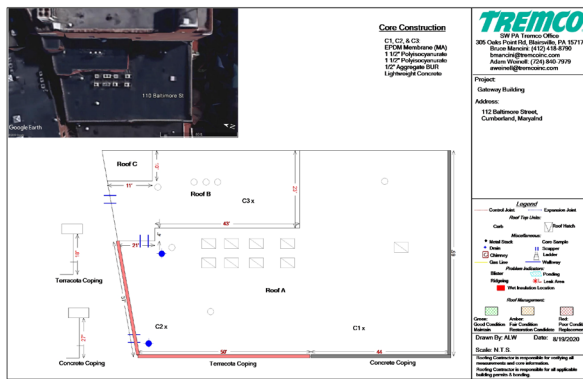 110 Baltimore St
Google Earth
Core Construction
C1, C2, & C3:
EPDM Membrane (MA)
1 1/2" Polyisocyanurate
1 1/2" Polyisocyanurate
1/2" Aggregate BUR
Lightweight Concrete
TREMCO
SW PA Tremco Office
305 Oaks Point Rd, Blairsville, PA 15717
Bruce Mancini: (412) 418-8790
bmancini@tremcoinc.com
Adam Weinell: (724) 840-7979
aweinell@tremcoinc.com
Project:
Gateway Building
Address:
112 Baltimore Street,
Cumberland, Maryalnd
Roof C
11'
Roof B
C3 x
43'
23'
21'
Roof A
C2 x
C1 x
50'
44
Terracota Coping
Concrete Coping
Terracota Coping
Concrete Coping
Legend
Control Joint
Expansion Joint
Roof Top Units:
Curb
Roof Hatch
Miscellaneous:
Metal Stack
Core Sample
Drain
Scupper
Chimney
Ladder
Gas Line
Walkway
Problem Indicators:
Blister
Ponding
Ridging
Leak Area
Wet Insulation Location
Roof Management:
Green:
Good Condition
Maintain
Amber:
Fair Condition
Restoration Candidate
Red:
Poor Condition
Drawn By: ALW
Date: 8/19/2020
Scale: N.T.S.
Roofing Contractor is responsible for verifying all
measurements and core information.
Roofing Contractor is responsible for all applicable
building permits & bonding.